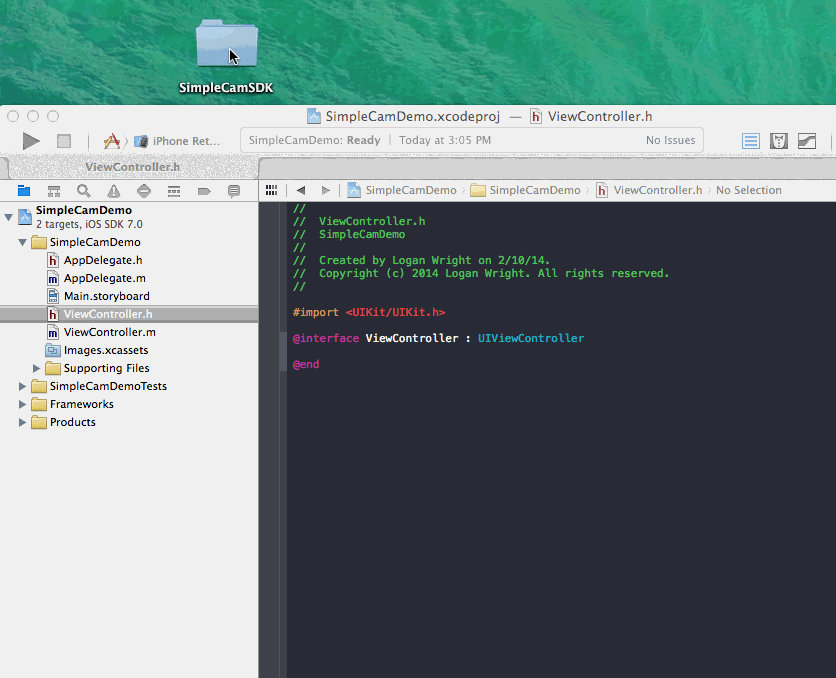 SimpleCamSDK
SimpleCamDemo.xcodeproj — h ViewController.h
iPhone Ret...
SimpleCamDemo: Ready | Today at 3:05 PM
No Issues
ViewController.h
SimpleCamDemo
SimpleCamDemo
h ViewController.h
No Selection
SimpleCamDemo
2 targets, iOS SDK 7.0
SimpleCamDemo
h AppDelegate.h
m AppDelegate.m
Main.storyboard
h ViewController.h
m ViewController.m
Images.xcassets
Supporting Files
SimpleCamDemoTests
Frameworks
Products
//
//  ViewController.h
//  SimpleCamDemo
//
//  Created by Logan Wright on 2/10/14.
//  Copyright (c) 2014 Logan Wright. All rights reserved.
//
#import <UIKit/UIKit.h>
@interface ViewController : UIViewController
@end